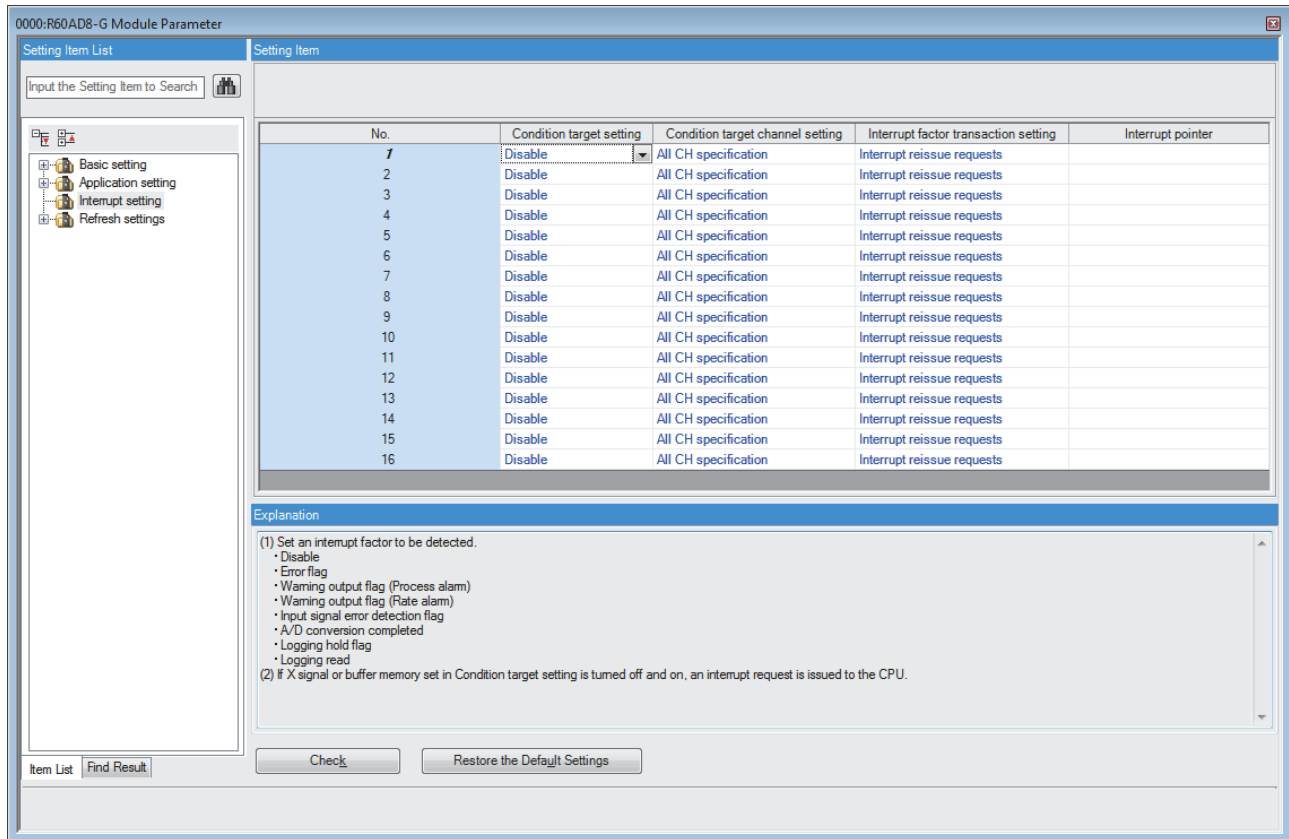 0000:R60AD8-G Module Parameter
Setting Item List
Setting Item
Input the Setting Item to Search
Basic setting
Application setting
Interrupt setting
Refresh settings
No. Condition target setting Condition target channel setting Interrupt factor transaction setting Interrupt pointer
1 Disable All CH specification Interrupt reissue requests
2 Disable All CH specification Interrupt reissue requests
3 Disable All CH specification Interrupt reissue requests
4 Disable All CH specification Interrupt reissue requests
5 Disable All CH specification Interrupt reissue requests
6 Disable All CH specification Interrupt reissue requests
7 Disable All CH specification Interrupt reissue requests
8 Disable All CH specification Interrupt reissue requests
9 Disable All CH specification Interrupt reissue requests
10 Disable All CH specification Interrupt reissue requests
11 Disable All CH specification Interrupt reissue requests
12 Disable All CH specification Interrupt reissue requests
13 Disable All CH specification Interrupt reissue requests
14 Disable All CH specification Interrupt reissue requests
15 Disable All CH specification Interrupt reissue requests
16 Disable All CH specification Interrupt reissue requests
Explanation
(1) Set an interrupt factor to be detected.
・Disable
・Error flag
・Warning output flag (Process alarm)
・Warning output flag (Rate alarm)
・Input signal error detection flag
・A/D conversion completed
・Logging hold flag
・Logging read
(2) If X signal or buffer memory set in Condition target setting is turned off and on, an interrupt request is issued to the CPU.
Item List
Find Result
Check
Restore the Default Settings